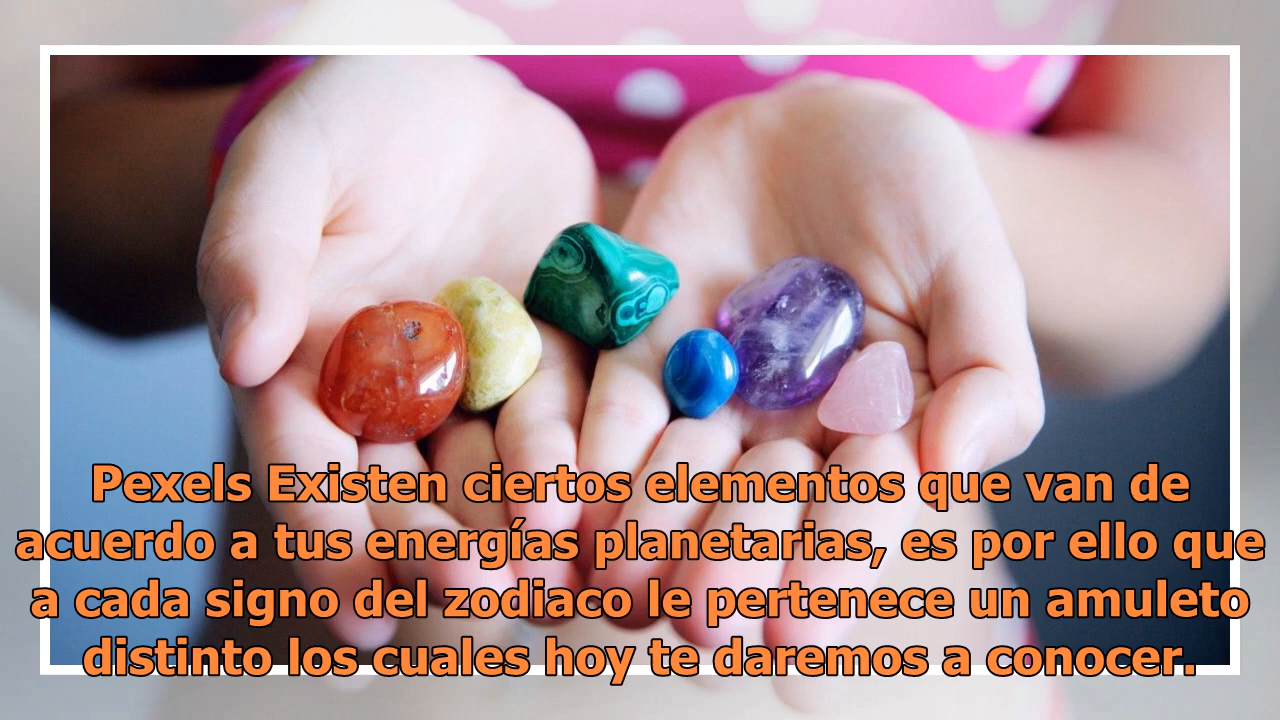 Pexels Existen ciertos elementos que van de
acuerdo a tus energías planetarias, es por ello que
a cada signo del zodiaco le pertenece un amuleto
distinto los cuales hoy te daremos a conocer.